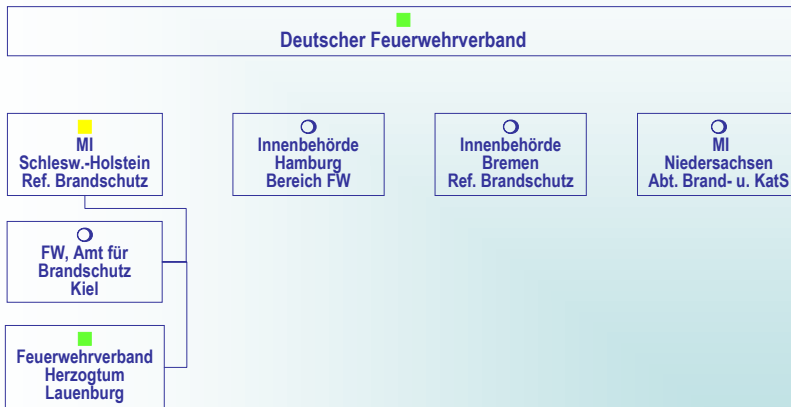 Deutscher Feuerwehrverband
MI
Schlesw.-Holstein
Ref. Brandschutz
Innenbehörde
Hamburg
Bereich FW
Innenbehörde
Bremen
Ref. Brandschutz
MI
Niedersachsen
Abt. Brand- u. KatS
FW, Amt für
Brandschutz
Kiel
Feuerwehrverband
Herzogtum
Lauenburg